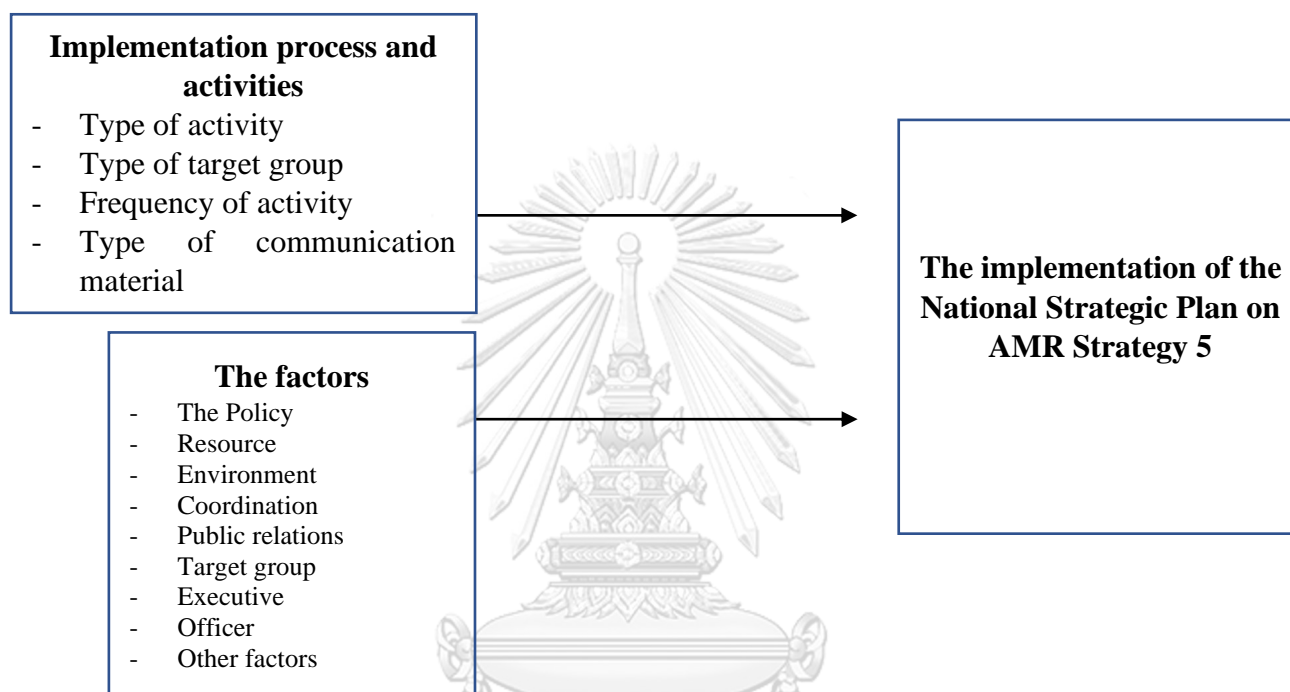 Implementation process and
activities
- Type of activity
- Type of target group
- Frequency of activity
- Type of communication
material
The factors
- The Policy
- Resource
- Environment
- Coordination
- Public relations
- Target group
- Executive
- Officer
- Other factors
The implementation of the
National Strategic Plan on
AMR Strategy 5